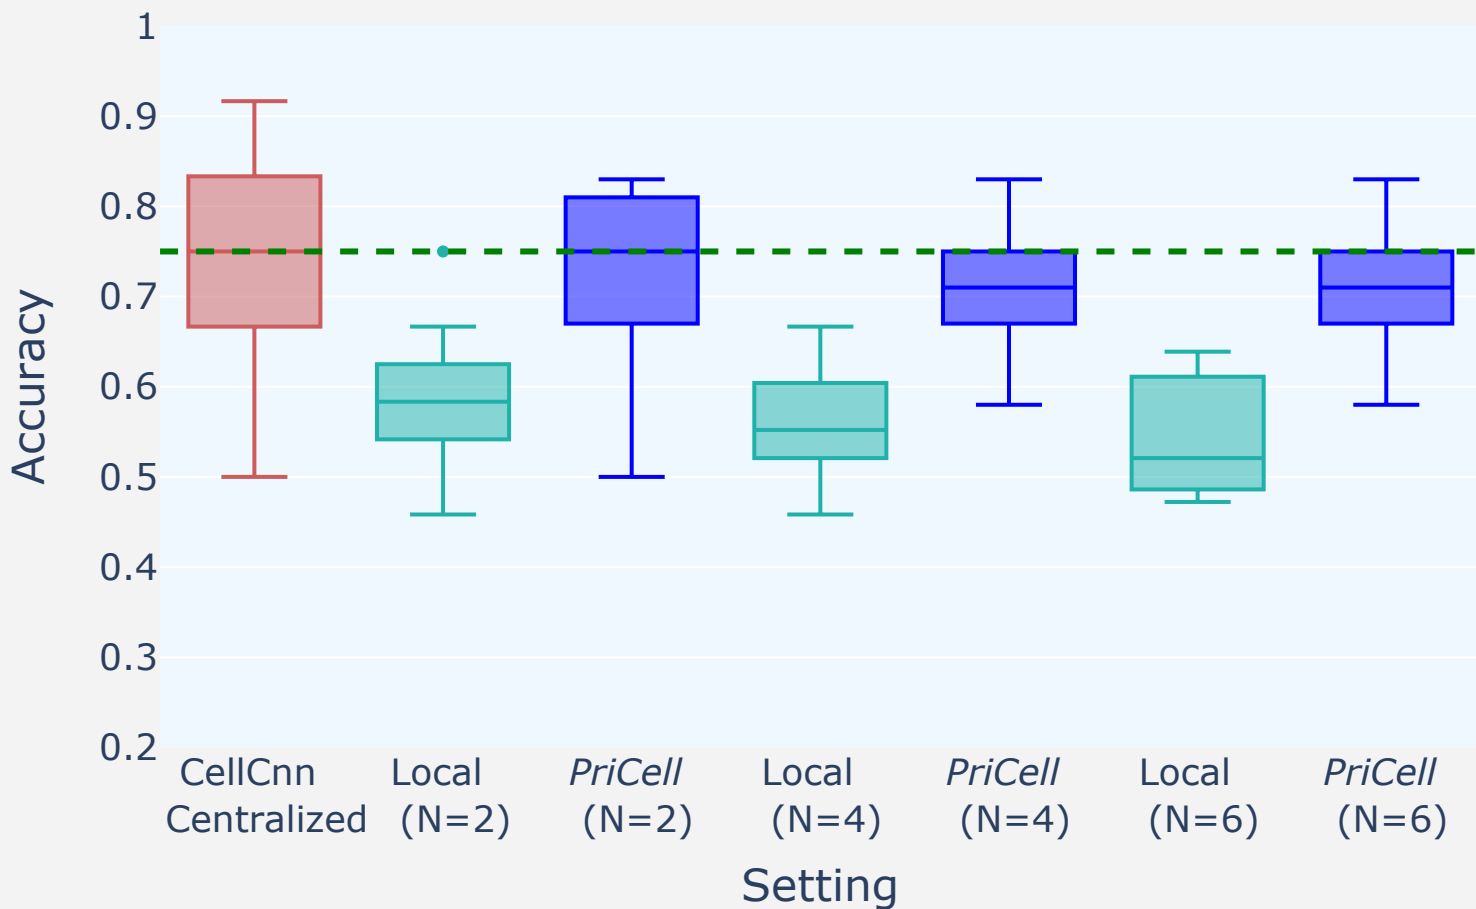 1
0.9
0.8
0.7
0.6
0.5
0.4
0.3
0.2
Accuracy
CellCnn Centralized
Local (N=2)
PriCell (N=2)
Local (N=4)
PriCell (N=4)
Local (N=6)
PriCell (N=6)
Setting